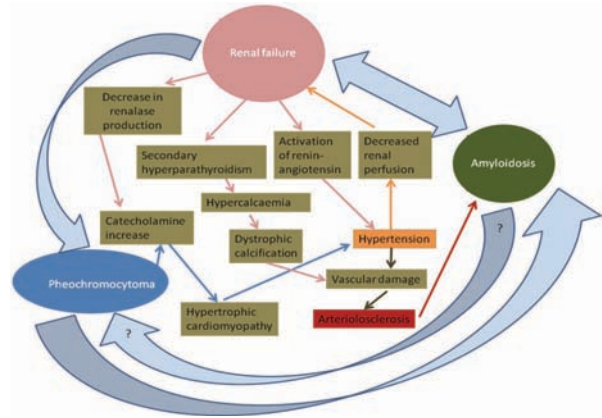 Renal failure
Decrease in
renalase
production
Secondary
hyperparathyroidism
Activation
of renin-
angiotensin
Decreased
renal
perfusion
Amyloidosis
Hypercalcaemia
Catecholamine
increase
Dystrophic
calcification
Hypertension
?
Pheochromocytoma
Vascular damage
Hypertrophic
cardiomyopathy
Arteriolosclerosis
?